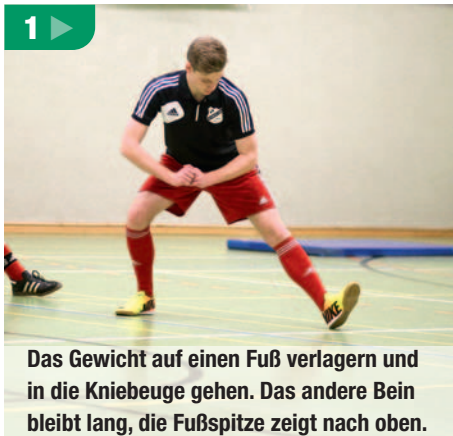 1
Das Gewicht auf einen Fuß verlagern und
in die Kniebeuge gehen. Das andere Bein
bleibt lang, die Fußspitze zeigt nach oben.
NIKE